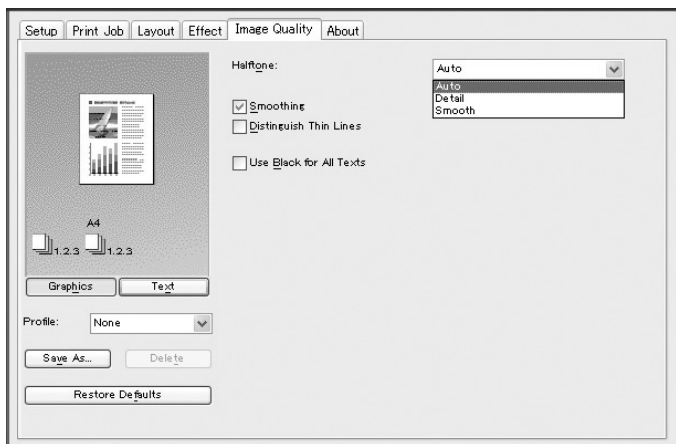 Setup Print Job Layout Effect Image Quality About
Halftone: Auto
Auto
Detail
Smooth
Smoothing
Distinguish Thin Lines
Use Black for All Texts
A4
1.2.3 1.2.3
Graphics Text
Profile: None
Save As... Delete
Restore Defaults